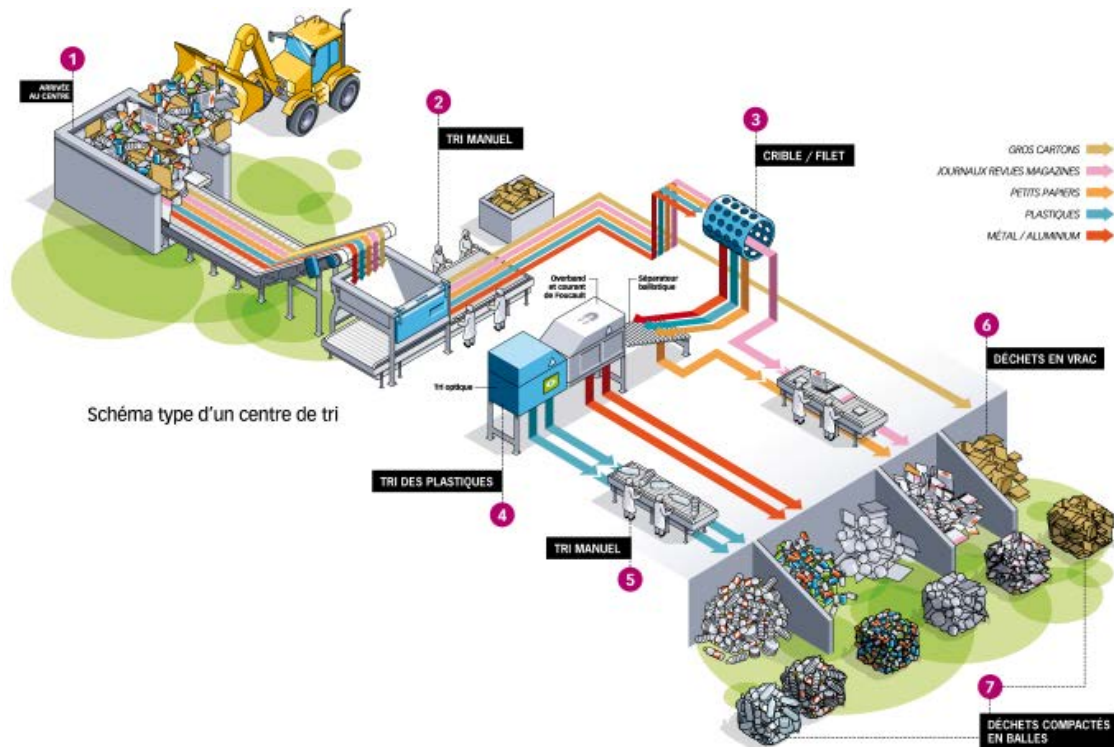 1
ARRIVÉE
AU CENTRE
2
TRI MANUEL
3
CRIBLE / FILET
GROS CARTONS
JOURNAUX REVUES MAGAZINES
PETITS PAPIERS
PLASTIQUES
MÉTAL / ALUMINIUM
Overband
et courant
de Foucault
Séparateur
ballistique
Tri optique
Schéma type d'un centre de tri
TRI DES PLASTIQUES
4
TRI MANUEL
5
6
DÉCHETS EN VRAC
7
DÉCHETS COMPACTÉS
EN BALLES